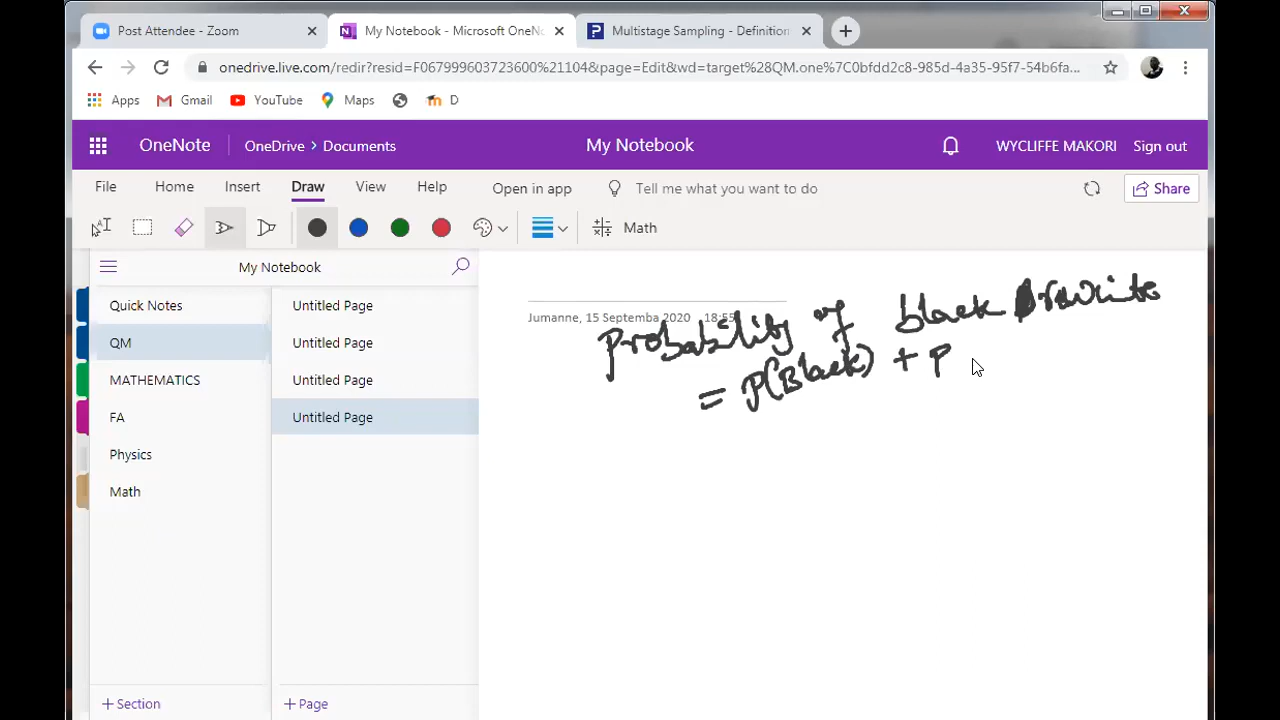 Post Attendee - Zoom
My Notebook - Microsoft OneNo
Multistage Sampling - Definition
onedrive.live.com/redir?resid=F067999603723600%21104&page=Edit&wd=target%28QM.one%7C0bfdd2c8-985d-4a35-95f7-54b6fa...
Apps Gmail YouTube Maps D
OneNote OneDrive > Documents My Notebook WYCLIFFE MAKORI Sign out
File Home Insert Draw View Help Open in app Tell me what you want to do Share
Math
My Notebook
Quick Notes
QM
MATHEMATICS
FA
Physics
Math
+ Section
Untitled Page
Untitled Page
Untitled Page
Untitled Page
+ Page
Jumanne, 15 Septemba 2020 18:55
Probability of black
= P(Black) + P